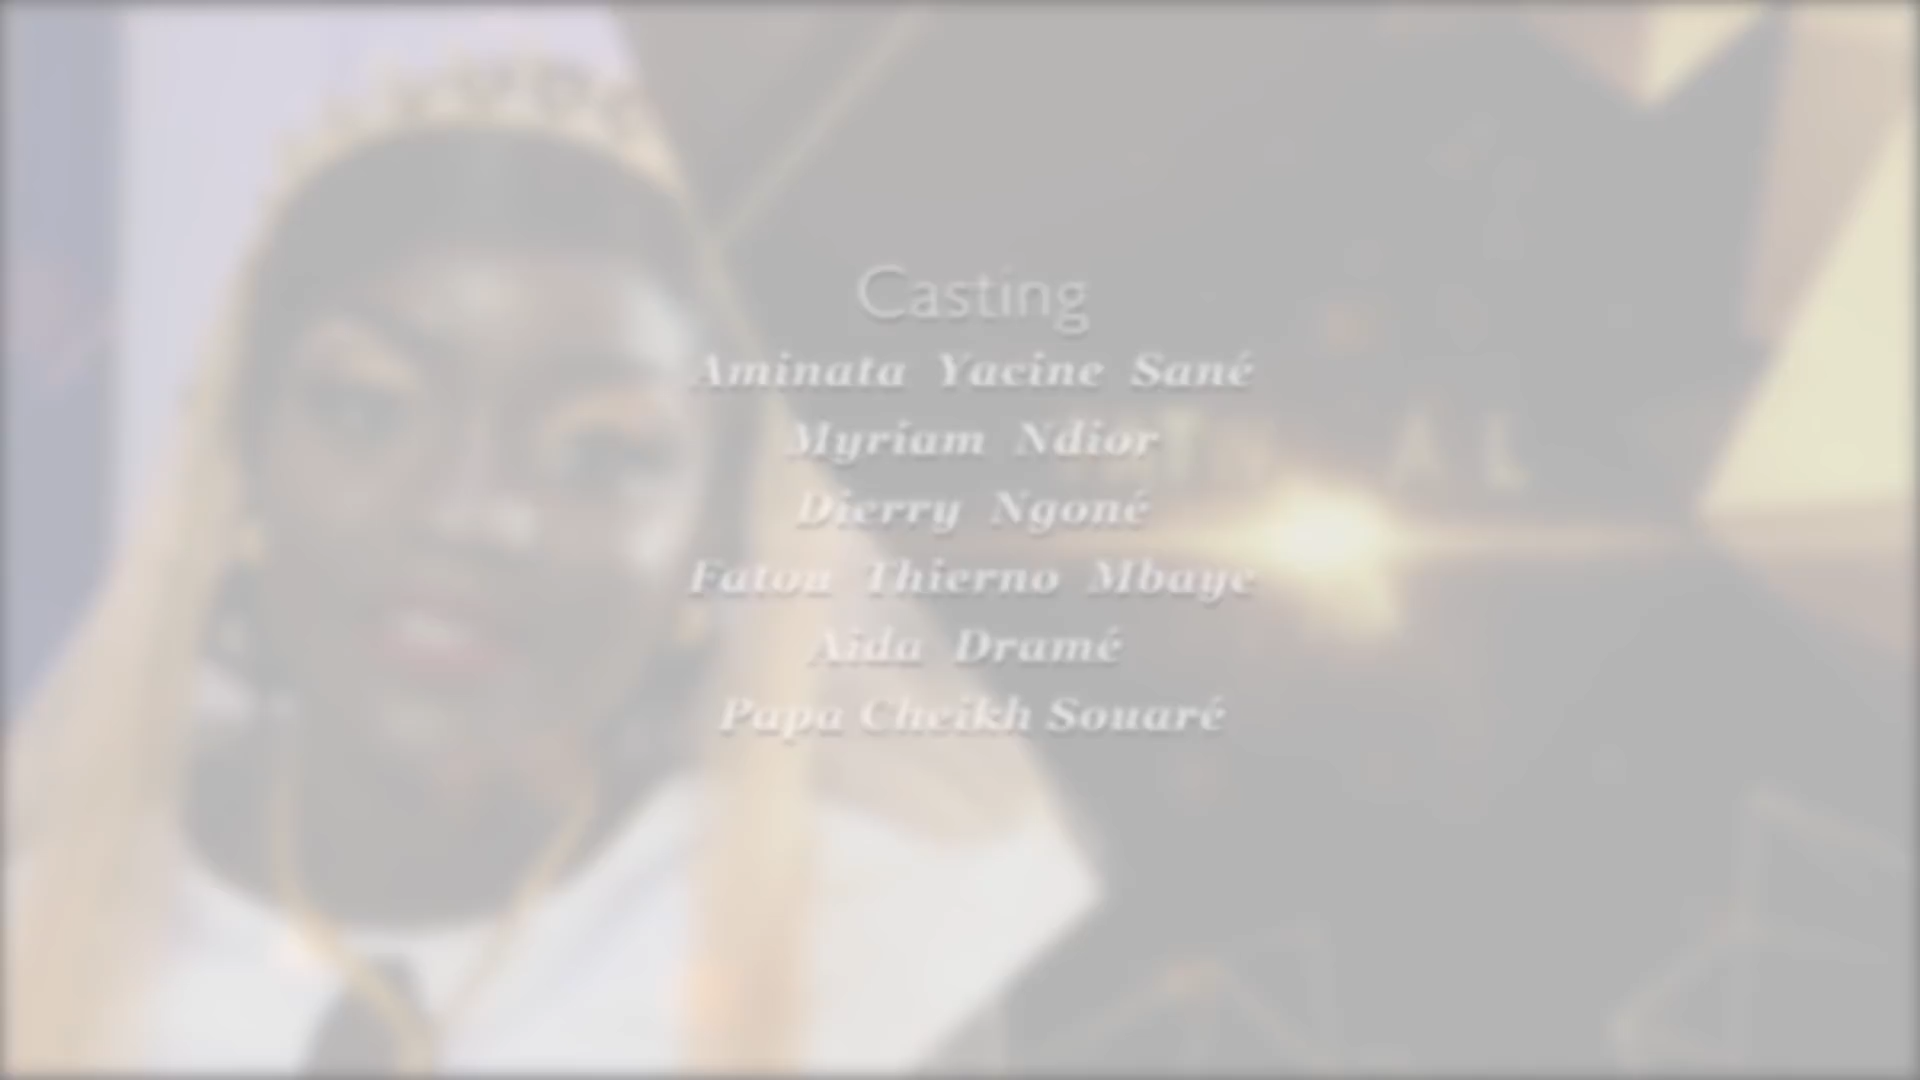 Casting
Aminata Yacine Sané
Myriam Ndior
Dierry Ngoné
Fatou Thierno Mbaye
Aida Dramé
Papa Cheikh Souaré